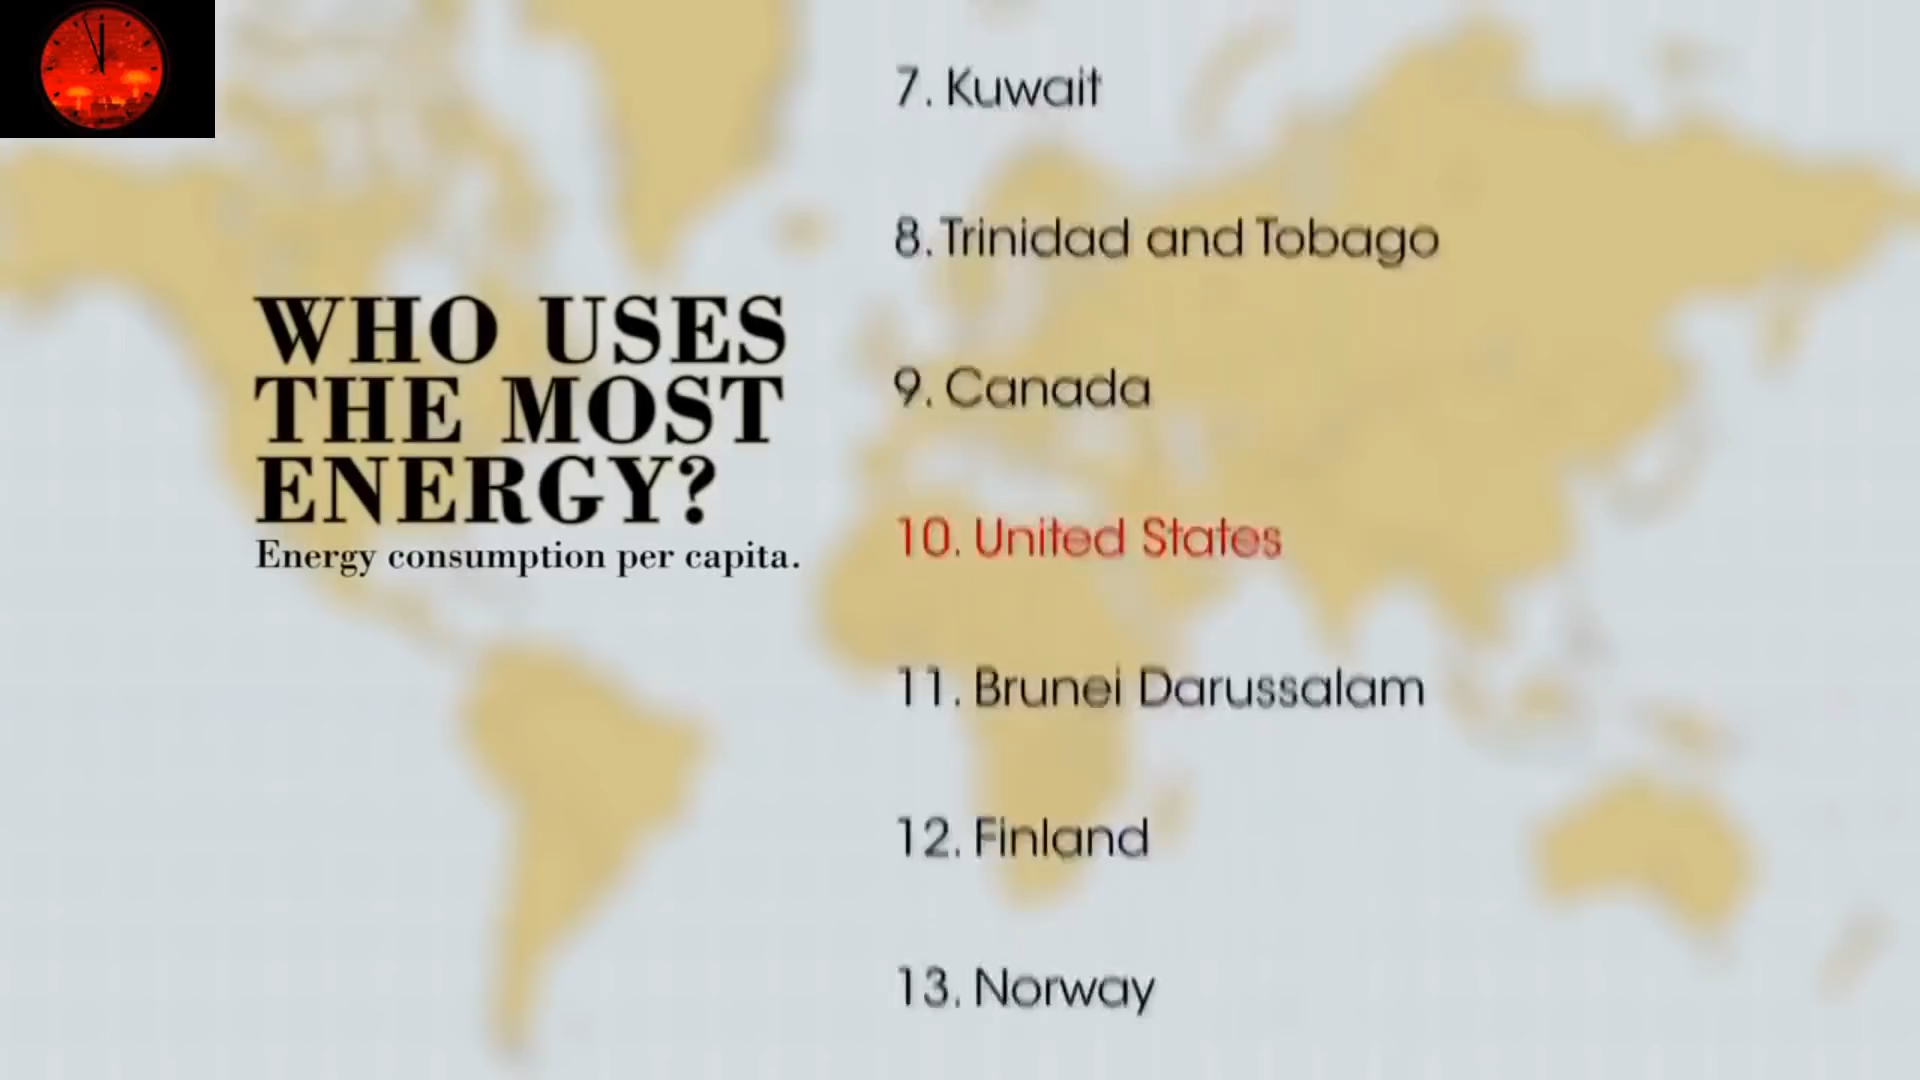 WHO USES
THE MOST
ENERGY?
Energy consumption per capita.
7. Kuwait
8. Trinidad and Tobago
9. Canada
10. United States
11. Brunei Darussalam
12. Finland
13. Norway